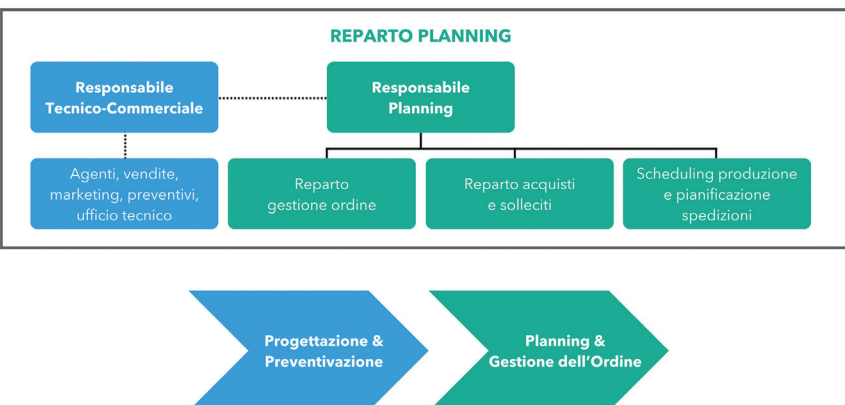 REPARTO PLANNING
Responsabile
Tecnico-Commerciale
Responsabile
Planning
Agenti, vendite,
marketing, preventivi,
ufficio tecnico
Reparto
gestione ordine
Reparto acquisti
e solleciti
Scheduling produzione
e pianificazione
spedizioni
Progettazione &
Preventivazione
Planning &
Gestione dell’Ordine